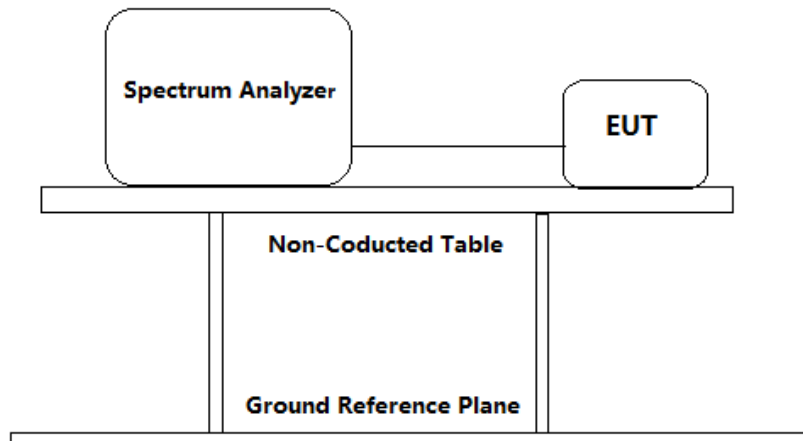 Spectrum Analyzer
EUT
Non-Coducted Table
Ground Reference Plane